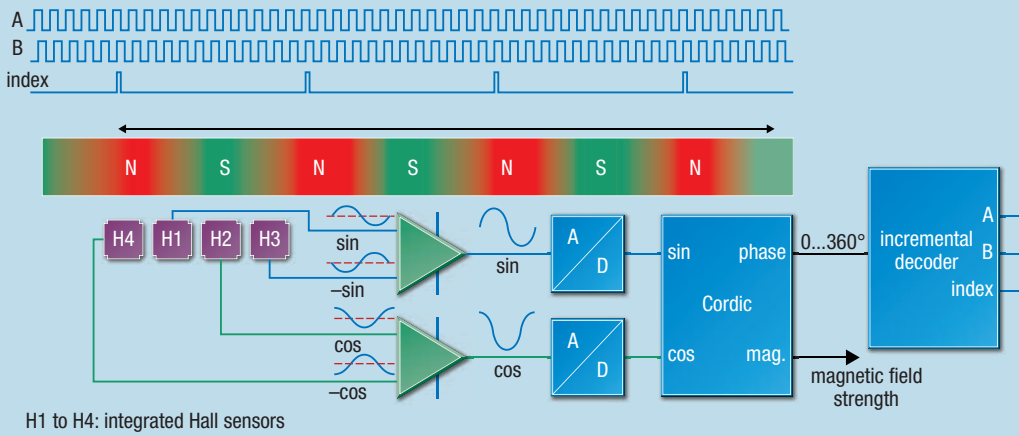 A
B
index
N S N S N S N
H4 H1 H2 H3
sin
–sin
sin
A
D
sin phase
Cordic
cos mag.
0...360°
incremental
decoder
A
B
index
cos
–cos
cos
A
D
magnetic field
strength
H1 to H4: integrated Hall sensors